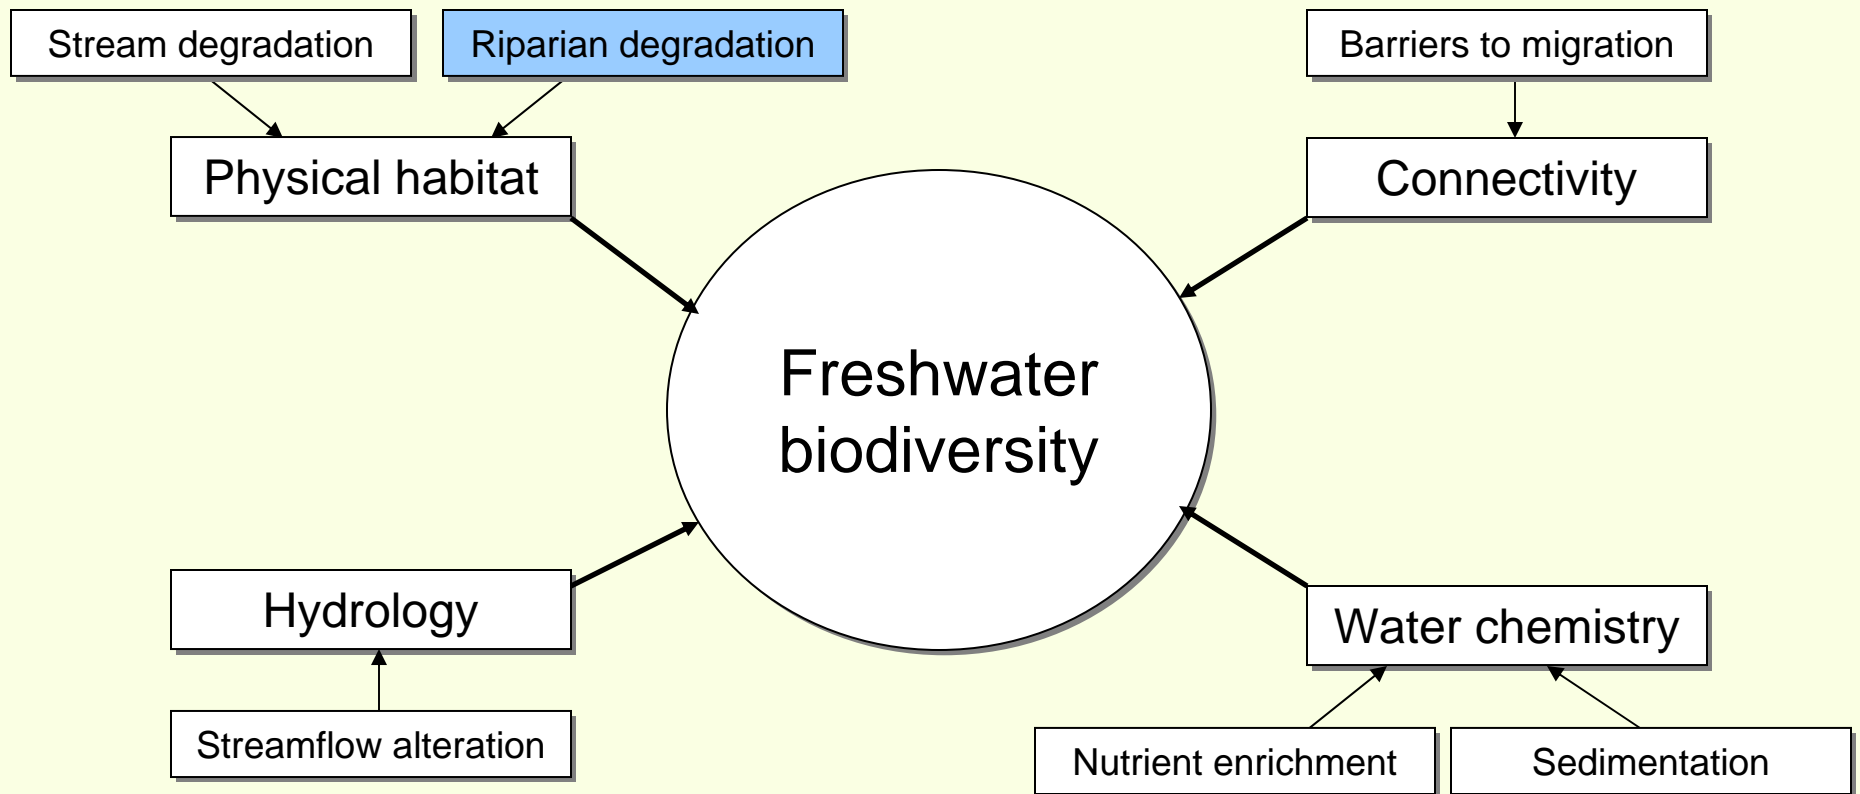 Stream degradation
Riparian degradation
Barriers to migration
Physical habitat
Connectivity
Freshwater
biodiversity
Hydrology
Water chemistry
Streamflow alteration
Nutrient enrichment
Sedimentation